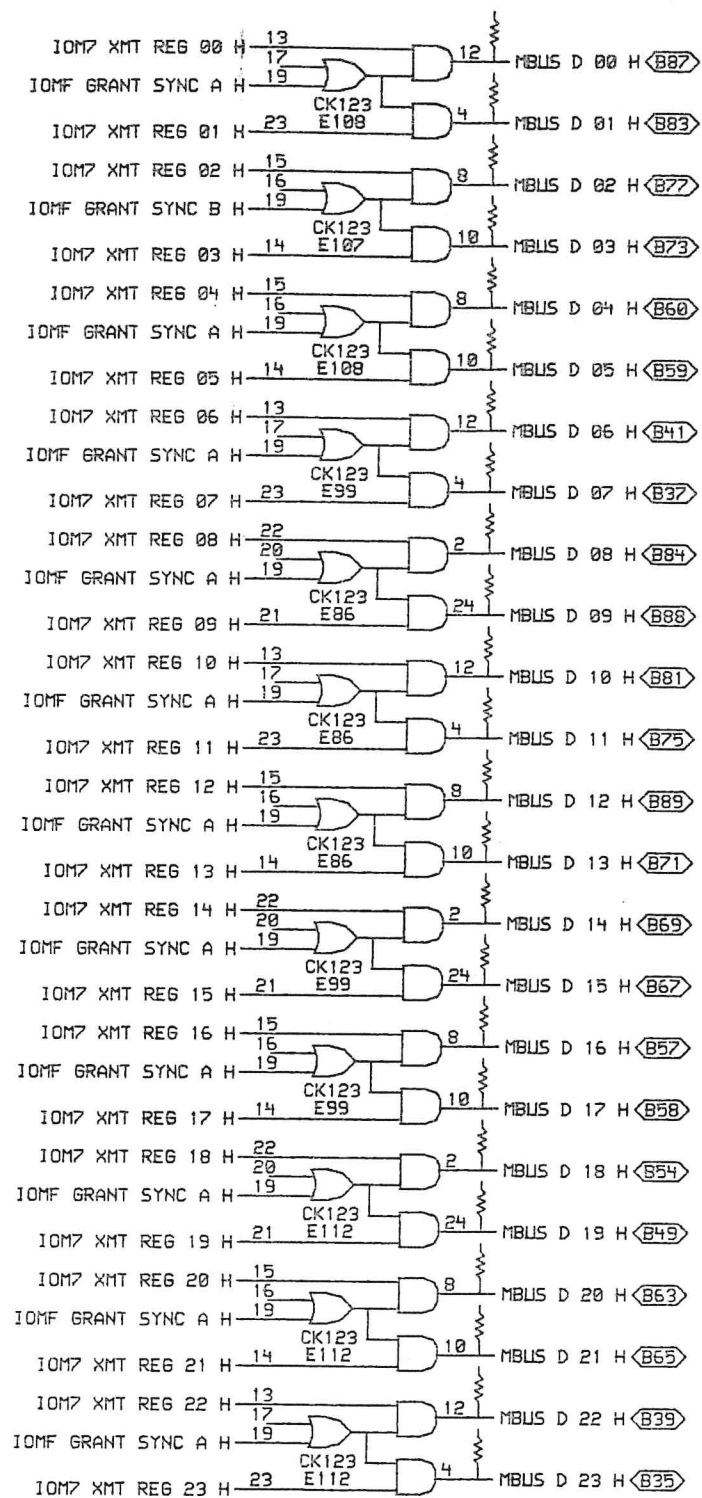 IOM7 XMT REG 00 H 13
17
IOMF GRANT SYNC A H 19
12 MBUS D 00 H B87
CK123
E108
4 MBUS D 01 H B83
IOM7 XMT REG 01 H 23
IOM7 XMT REG 02 H 15
16
IOMF GRANT SYNC B H 19
8 MBUS D 02 H B77
CK123
E107
10 MBUS D 03 H B73
IOM7 XMT REG 03 H 14
IOM7 XMT REG 04 H 15
16
IOMF GRANT SYNC A H 19
8 MBUS D 04 H B60
CK123
E108
10 MBUS D 05 H B59
IOM7 XMT REG 05 H 14
IOM7 XMT REG 06 H 13
17
IOMF GRANT SYNC A H 19
12 MBUS D 06 H B41
CK123
E99
4 MBUS D 07 H B37
IOM7 XMT REG 07 H 23
IOM7 XMT REG 08 H 22
20
IOMF GRANT SYNC A H 19
2 MBUS D 08 H B84
CK123
E86
24 MBUS D 09 H B88
IOM7 XMT REG 09 H 21
IOM7 XMT REG 10 H 13
17
IOMF GRANT SYNC A H 19
12 MBUS D 10 H B81
CK123
E86
4 MBUS D 11 H B75
IOM7 XMT REG 11 H 23
IOM7 XMT REG 12 H 15
16
IOMF GRANT SYNC A H 19
8 MBUS D 12 H B89
CK123
E86
10 MBUS D 13 H B71
IOM7 XMT REG 13 H 14
IOM7 XMT REG 14 H 22
20
IOMF GRANT SYNC A H 19
2 MBUS D 14 H B69
CK123
E99
24 MBUS D 15 H B67
IOM7 XMT REG 15 H 21
IOM7 XMT REG 16 H 15
16
IOMF GRANT SYNC A H 19
8 MBUS D 16 H B57
CK123
E99
10 MBUS D 17 H B58
IOM7 XMT REG 17 H 14
IOM7 XMT REG 18 H 22
20
IOMF GRANT SYNC A H 19
2 MBUS D 18 H B54
CK123
E112
24 MBUS D 19 H B49
IOM7 XMT REG 19 H 21
IOM7 XMT REG 20 H 15
16
IOMF GRANT SYNC A H 19
8 MBUS D 20 H B63
CK123
E112
10 MBUS D 21 H B65
IOM7 XMT REG 21 H 14
IOM7 XMT REG 22 H 13
17
IOMF GRANT SYNC A H 19
12 MBUS D 22 H B39
CK123
E112
4 MBUS D 23 H B35
IOM7 XMT REG 23 H 23